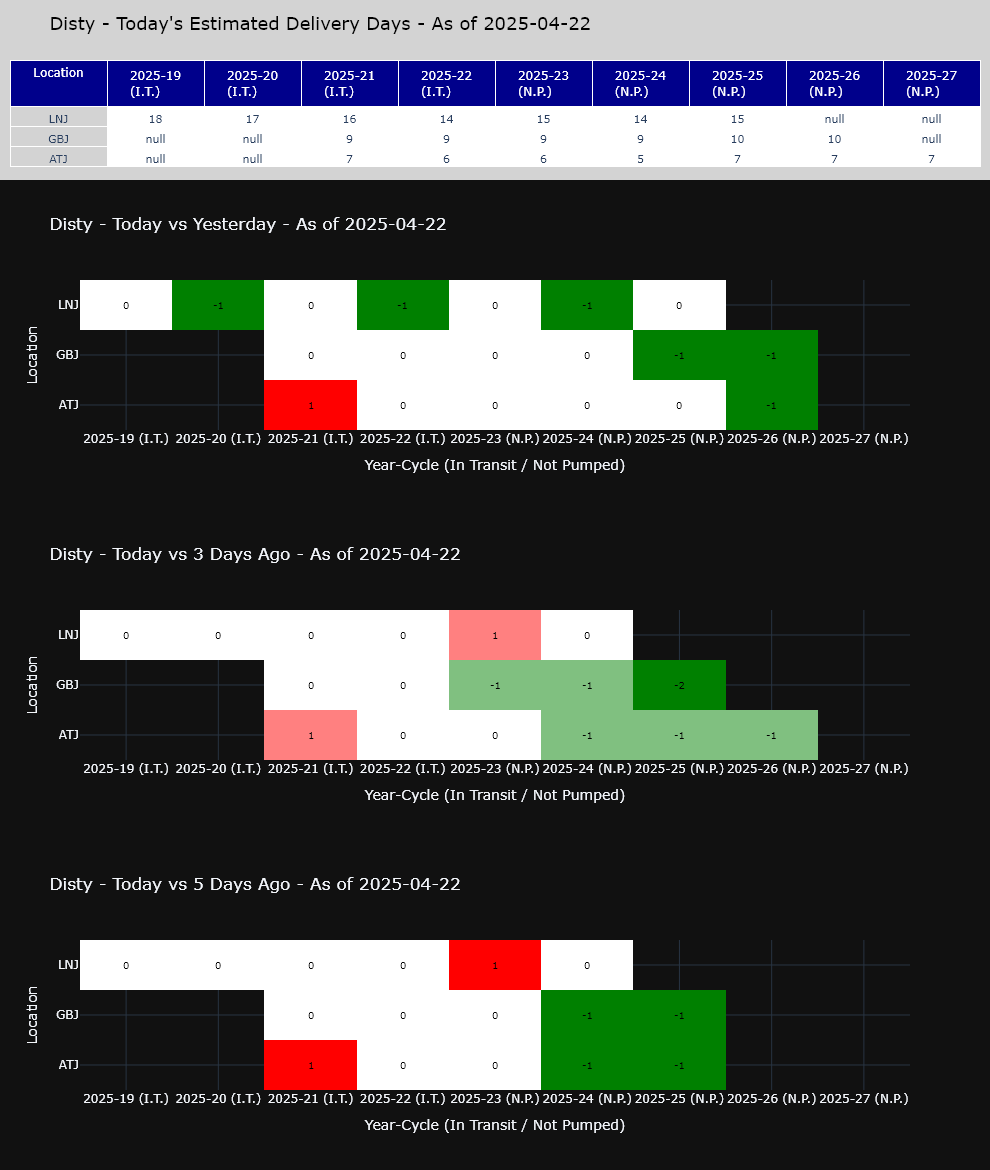 Disty - Today's Estimated Delivery Days - As of 2025-04-22
Location 2025-19 (I.T.) 2025-20 (I.T.) 2025-21 (I.T.) 2025-22 (I.T.) 2025-23 (N.P.) 2025-24 (N.P.) 2025-25 (N.P.) 2025-26 (N.P.) 2025-27 (N.P.)
LNJ 18 17 16 14 15 14 15 null null
GBJ null null 9 9 9 9 10 10 null
ATJ null null 7 6 6 5 7 7 7
Disty - Today vs Yesterday - As of 2025-04-22
Location
LNJ 0 -1 0 -1 0 -1 0
GBJ 0 0 0 0 -1 -1
ATJ 1 0 0 0 0 -1
2025-19 (I.T.) 2025-20 (I.T.) 2025-21 (I.T.) 2025-22 (I.T.) 2025-23 (N.P.) 2025-24 (N.P.) 2025-25 (N.P.) 2025-26 (N.P.) 2025-27 (N.P.)
Year-Cycle (In Transit / Not Pumped)
Disty - Today vs 3 Days Ago - As of 2025-04-22
Location
LNJ 0 0 0 0 1 0
GBJ 0 0 -1 -1 -2
ATJ 1 0 0 -1 -1 -1
2025-19 (I.T.) 2025-20 (I.T.) 2025-21 (I.T.) 2025-22 (I.T.) 2025-23 (N.P.) 2025-24 (N.P.) 2025-25 (N.P.) 2025-26 (N.P.) 2025-27 (N.P.)
Year-Cycle (In Transit / Not Pumped)
Disty - Today vs 5 Days Ago - As of 2025-04-22
Location
LNJ 0 0 0 0 1 0
GBJ 0 0 0 -1 -1
ATJ 1 0 0 -1 -1
2025-19 (I.T.) 2025-20 (I.T.) 2025-21 (I.T.) 2025-22 (I.T.) 2025-23 (N.P.) 2025-24 (N.P.) 2025-25 (N.P.) 2025-26 (N.P.) 2025-27 (N.P.)
Year-Cycle (In Transit / Not Pumped)